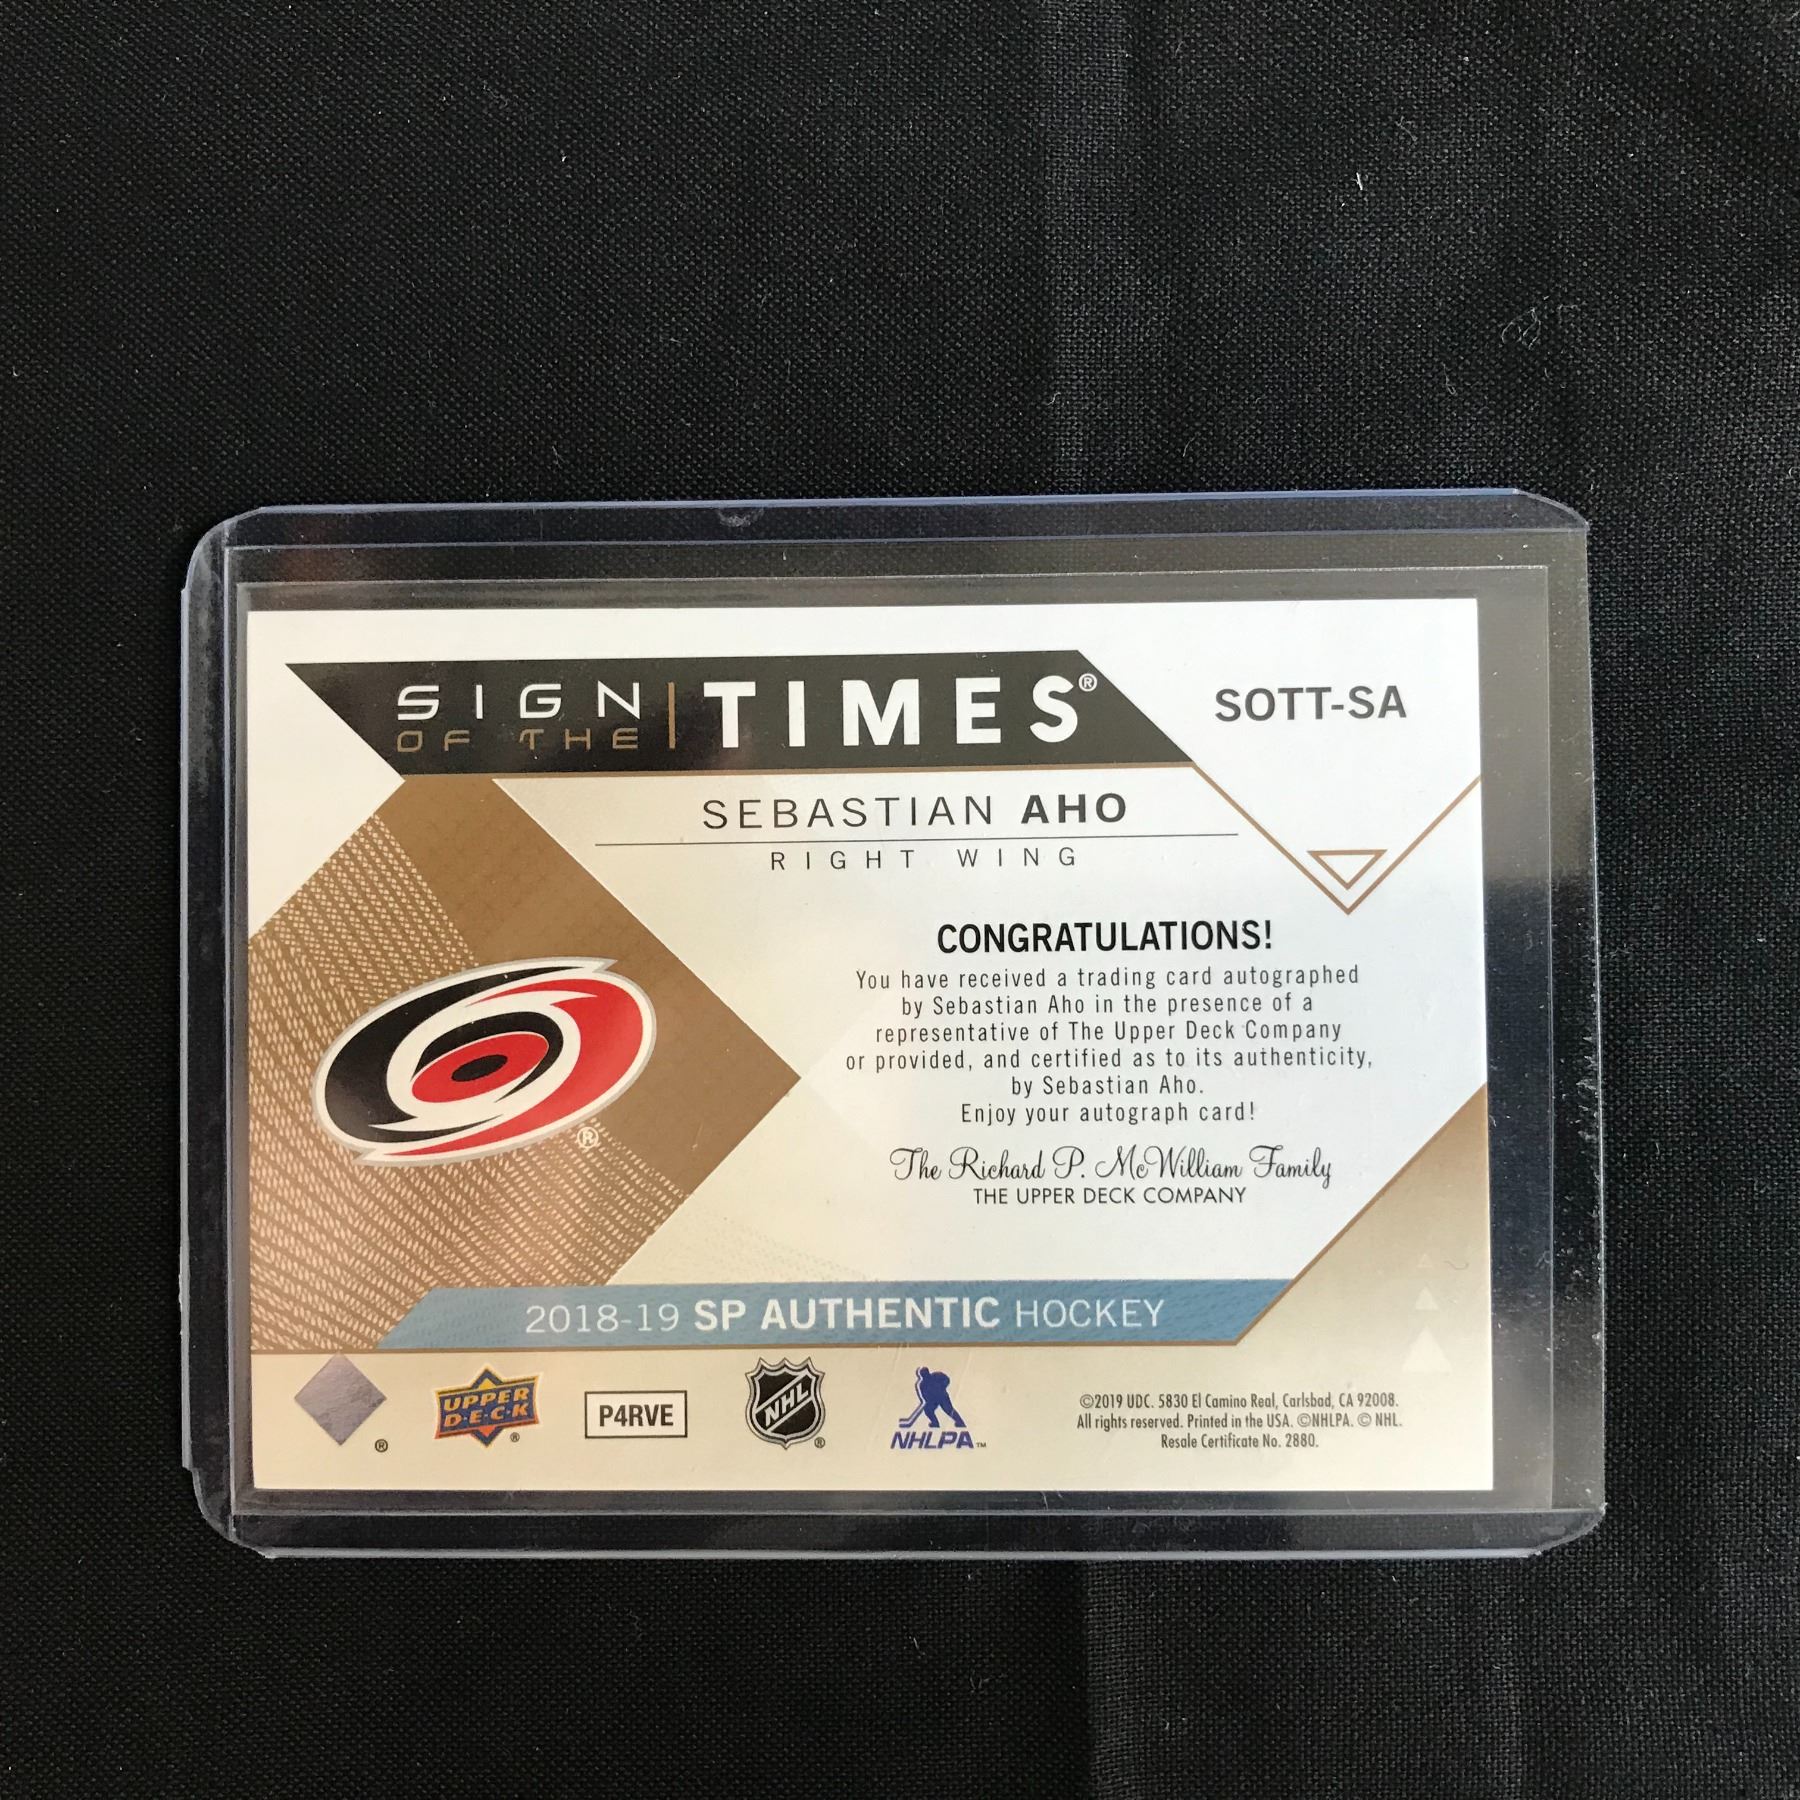 SIGN OF THE TIMES®
SOTT-SA
SEBASTIAN AHO
RIGHT WING
CONGRATULATIONS!
You have received a trading card autographed
by Sebastian Aho in the presence of a
representative of The Upper Deck Company
or provided, and certified as to its authenticity,
by Sebastian Aho.
Enjoy your autograph card!
The Richard P. McWilliam Family
THE UPPER DECK COMPANY
®
2018-19 SP AUTHENTIC HOCKEY
®
UPPER
D·E·C·K
®
P4RVE
NHL
®
NHLPA™
©2019 UDC. 5830 El Camino Real, Carlsbad, CA 92008.
All rights reserved. Printed in the USA. ©NHLPA. © NHL.
Resale Certificate No. 2880.